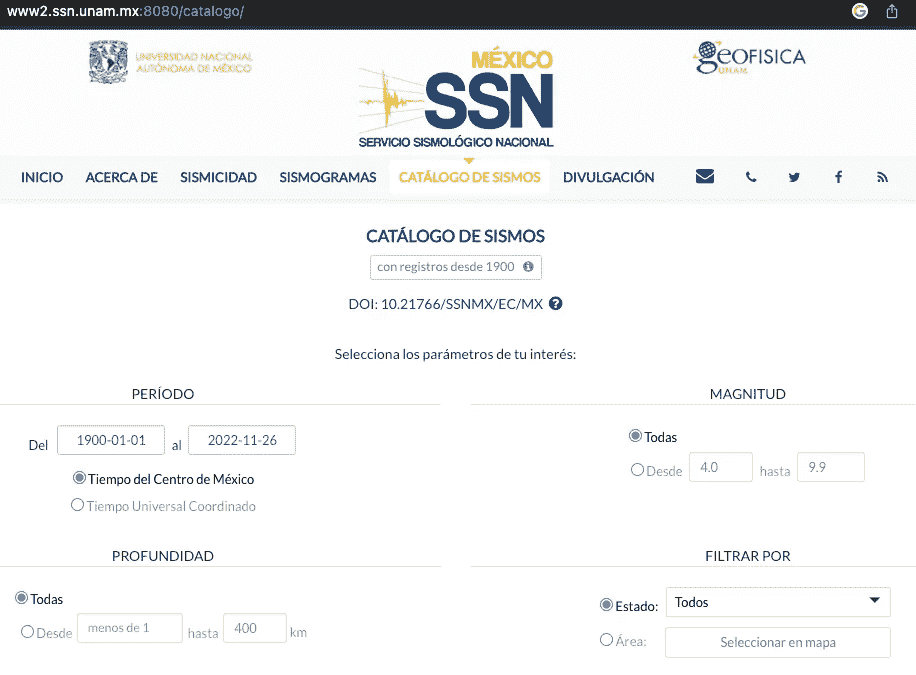 www2.ssn.unam.mx:8080/catalogo/
UNIVERSIDAD NACIONAL
AUTÓNOMA DE MÉXICO
MÉXICO
SSN
SERVICIO SISMOLÓGICO NACIONAL
geOFISICA
UNAM
INICIO ACERCA DE SISMICIDAD SISMOGRAMAS CATÁLOGO DE SISMOS DIVULGACIÓN
CATÁLOGO DE SISMOS
con registros desde 1900
DOI: 10.21766/SSNMX/EC/MX
Selecciona los parámetros de tu interés:
PERÍODO
Del 1900-01-01 al 2022-11-26
Tiempo del Centro de México
Tiempo Universal Coordinado
MAGNITUD
Todas
Desde 4.0 hasta 9.9
PROFUNDIDAD
Todas
Desde menos de 1 hasta 400 km
FILTRAR POR
Estado: Todos
Área: Seleccionar en mapa